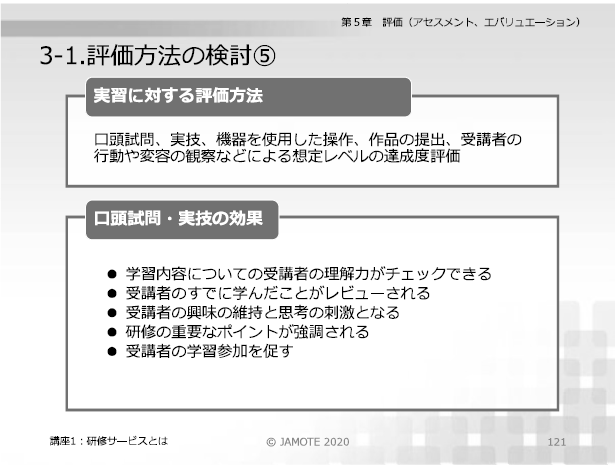 第５章　評価（アセスメント、エバリュエーション）
3-1.評価方法の検討⑤
実習に対する評価方法
口頭試問、実技、機器を使用した操作、作品の提出、受講者の
行動や変容の観察などによる想定レベルの達成度評価
口頭試問・実技の効果
● 学習内容についての受講者の理解力がチェックできる
● 受講者のすでに学んだことがレビューされる
● 受講者の興味の維持と思考の刺激となる
● 研修の重要なポイントが強調される
● 受講者の学習参加を促す
講座1：研修サービスとは
© JAMOTE 2020
121